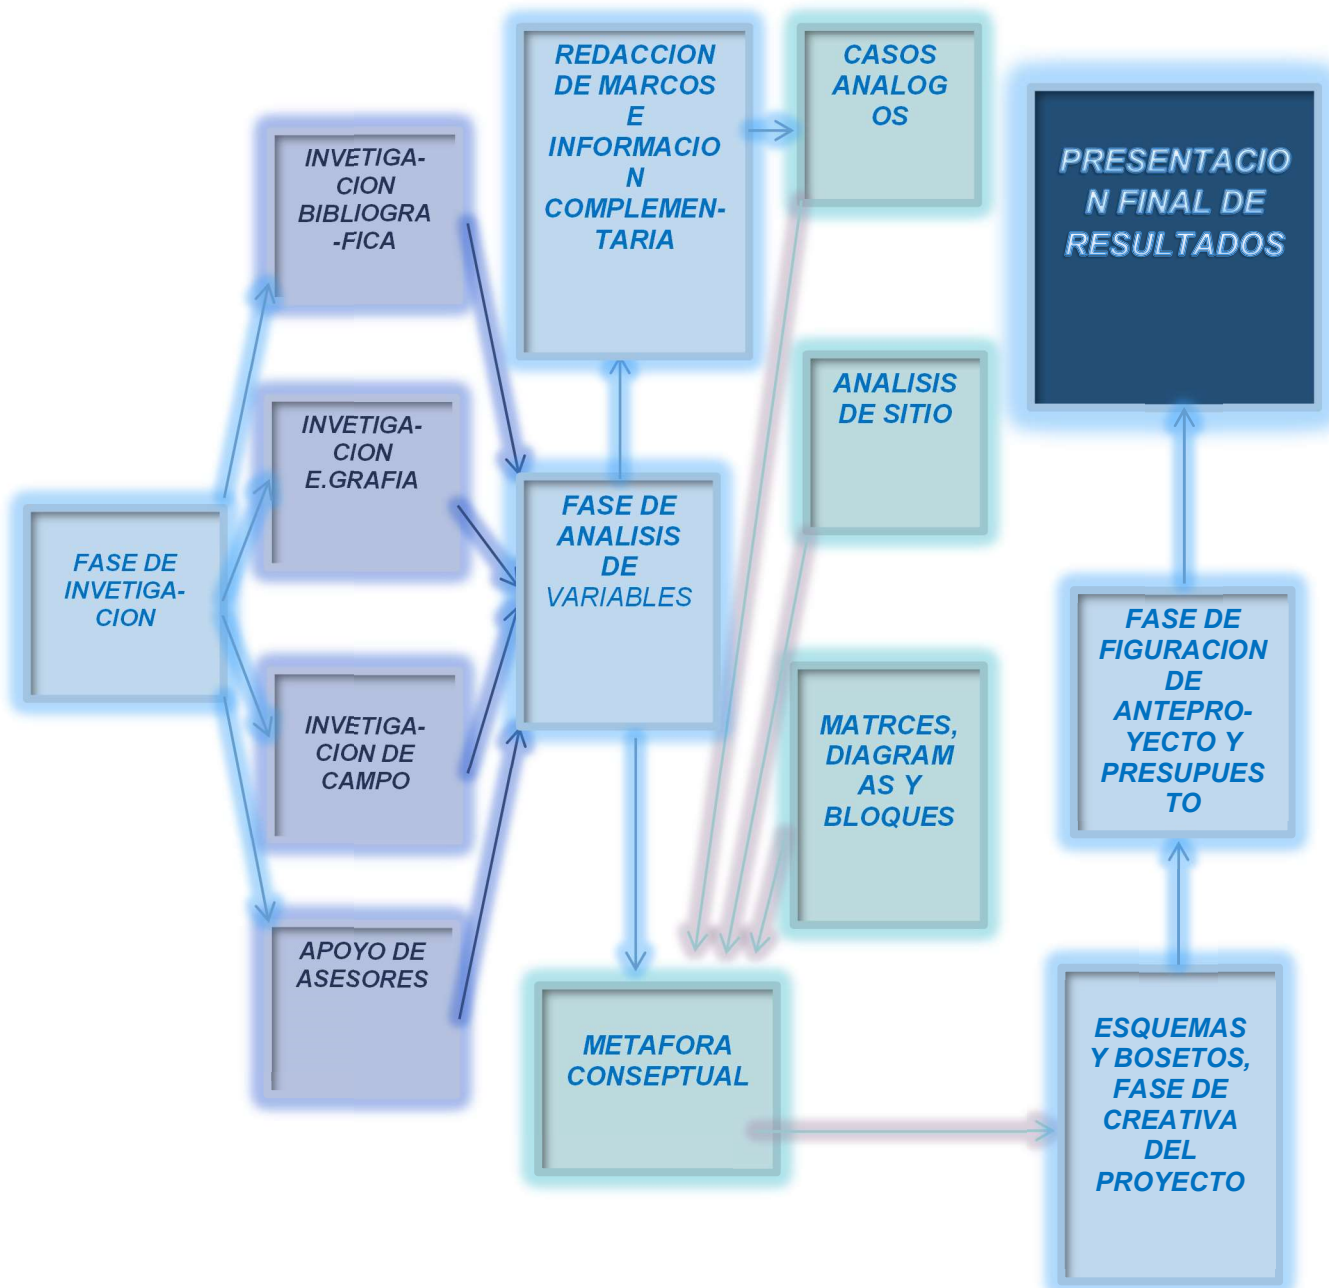 FASE DE
INVETIGA-
CION
INVETIGA-
CION
BIBLIOGRA
-FICA
INVETIGA-
CION
E.GRAFIA
INVETIGA-
CION DE
CAMPO
APOYO DE
ASESORES
FASE DE
ANALISIS
DE
VARIABLES
REDACCION
DE MARCOS
E
INFORMACIO
N
COMPLEMEN-
TARIA
CASOS
ANALOG
OS
ANALISIS
DE SITIO
MATRCES,
DIAGRAM
AS Y
BLOQUES
METAFORA
CONSEPTUAL
ESQUEMAS
Y BOSETOS,
FASE DE
CREATIVA
DEL
PROYECTO
FASE DE
FIGURACION
DE
ANTEPRO-
YECTO Y
PRESUPUES
TO
PRESENTACIO
N FINAL DE
RESULTADOS